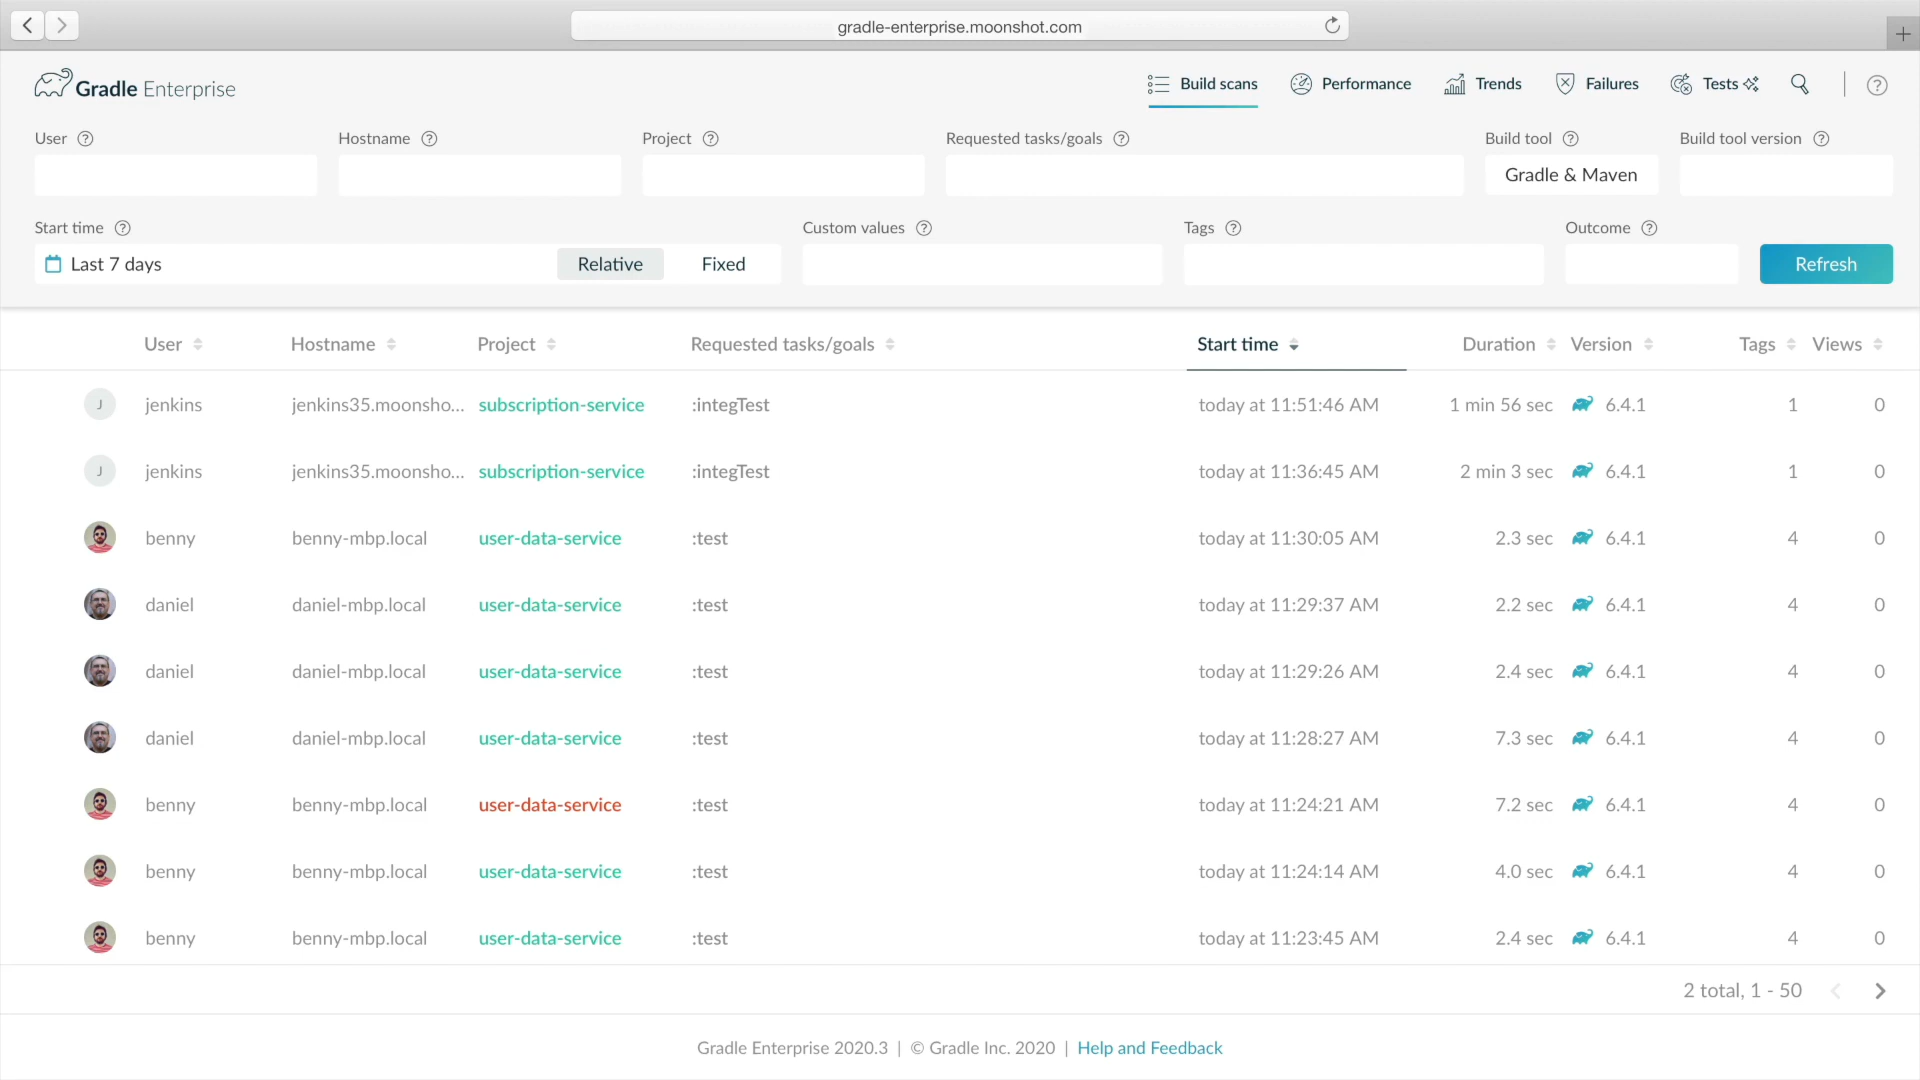 gradle-enterprise.moonshot.com
Gradle Enterprise
Build scans Performance Trends Failures Tests
User Hostname Project Requested tasks/goals Build tool Build tool version
Gradle & Maven
Start time Custom values Tags Outcome
Last 7 days Relative Fixed Refresh
User Hostname Project Requested tasks/goals Start time Duration Version Tags Views
J jenkins jenkins35.moonsho... subscription-service :integTest today at 11:51:46 AM 1 min 56 sec 6.4.1 1 0
J jenkins jenkins35.moonsho... subscription-service :integTest today at 11:36:45 AM 2 min 3 sec 6.4.1 1 0
benny benny-mbp.local user-data-service :test today at 11:30:05 AM 2.3 sec 6.4.1 4 0
daniel daniel-mbp.local user-data-service :test today at 11:29:37 AM 2.2 sec 6.4.1 4 0
daniel daniel-mbp.local user-data-service :test today at 11:29:26 AM 2.4 sec 6.4.1 4 0
daniel daniel-mbp.local user-data-service :test today at 11:28:27 AM 7.3 sec 6.4.1 4 0
benny benny-mbp.local user-data-service :test today at 11:24:21 AM 7.2 sec 6.4.1 4 0
benny benny-mbp.local user-data-service :test today at 11:24:14 AM 4.0 sec 6.4.1 4 0
benny benny-mbp.local user-data-service :test today at 11:23:45 AM 2.4 sec 6.4.1 4 0
2 total, 1 - 50
Gradle Enterprise 2020.3 | © Gradle Inc. 2020 | Help and Feedback